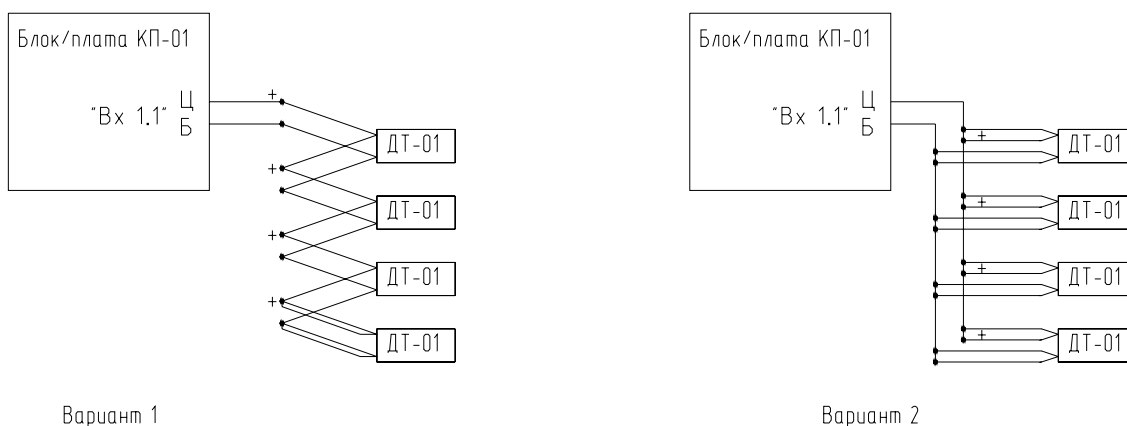 Блок/плата КП-01
Ц
"Вх 1.1"
Б
+
ДТ-01
+
ДТ-01
+
ДТ-01
+
ДТ-01
Вариант 1
Блок/плата КП-01
Ц
"Вх 1.1"
Б
+
ДТ-01
+
ДТ-01
+
ДТ-01
+
ДТ-01
Вариант 2